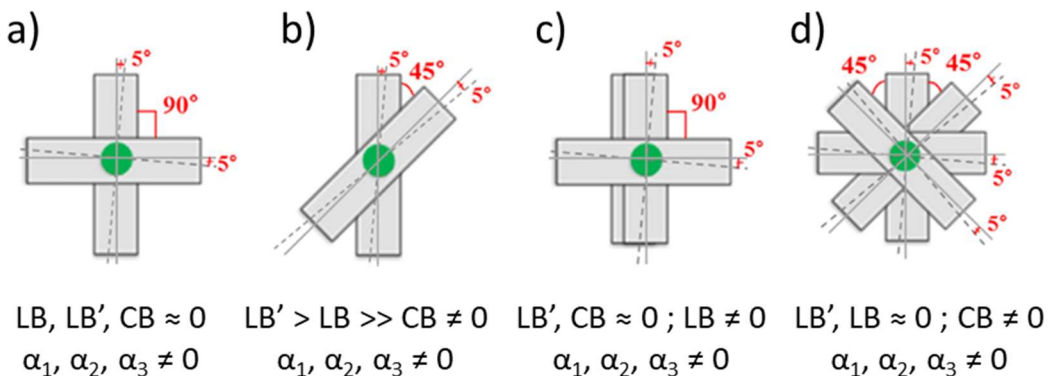 a) b) c) d)
5° 90° 5°
5° 45° 5°
5° 90° 5°
45° 5° 45° 5° 5° 5°
LB, LB', CB ≈ 0
α₁, α₂, α₃ ≠ 0
LB' > LB >> CB ≠ 0
α₁, α₂, α₃ ≠ 0
LB', CB ≈ 0 ; LB ≠ 0
α₁, α₂, α₃ ≠ 0
LB', LB ≈ 0 ; CB ≠ 0
α₁, α₂, α₃ ≠ 0